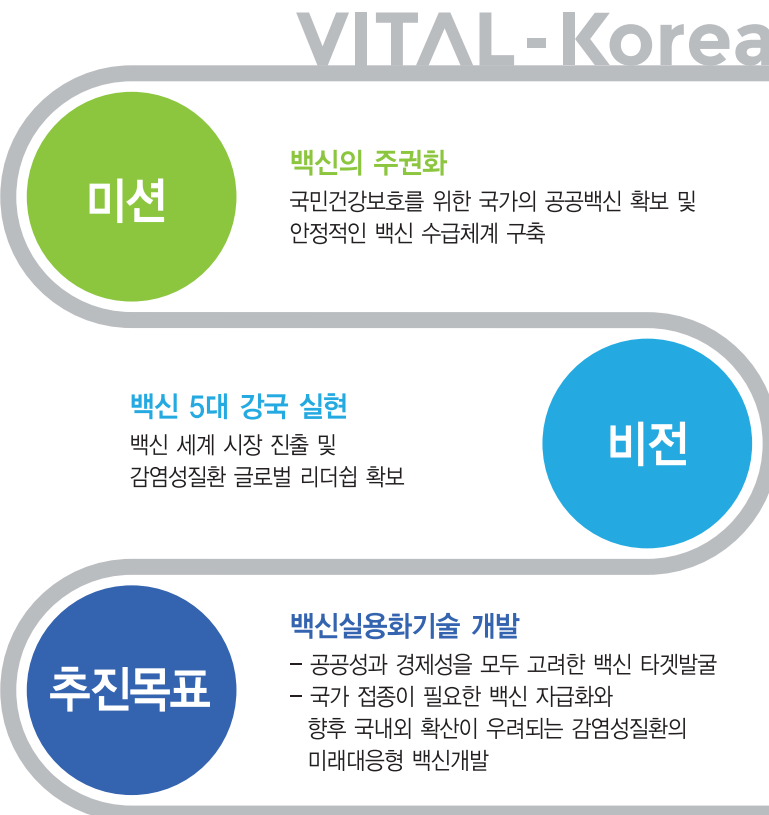 VITAL-Korea
미션
백신의 주권화
국민건강보호를 위한 국가의 공공백신 확보 및
안정적인 백신 수급체계 구축
백신 5대 강국 실현
백신 세계 시장 진출 및
감염성질환 글로벌 리더쉽 확보
비전
추진목표
백신실용화기술 개발
- 공공성과 경제성을 모두 고려한 백신 타겟발굴
- 국가 접종이 필요한 백신 자급화와
향후 국내외 확산이 우려되는 감염성질환의
미래대응형 백신개발